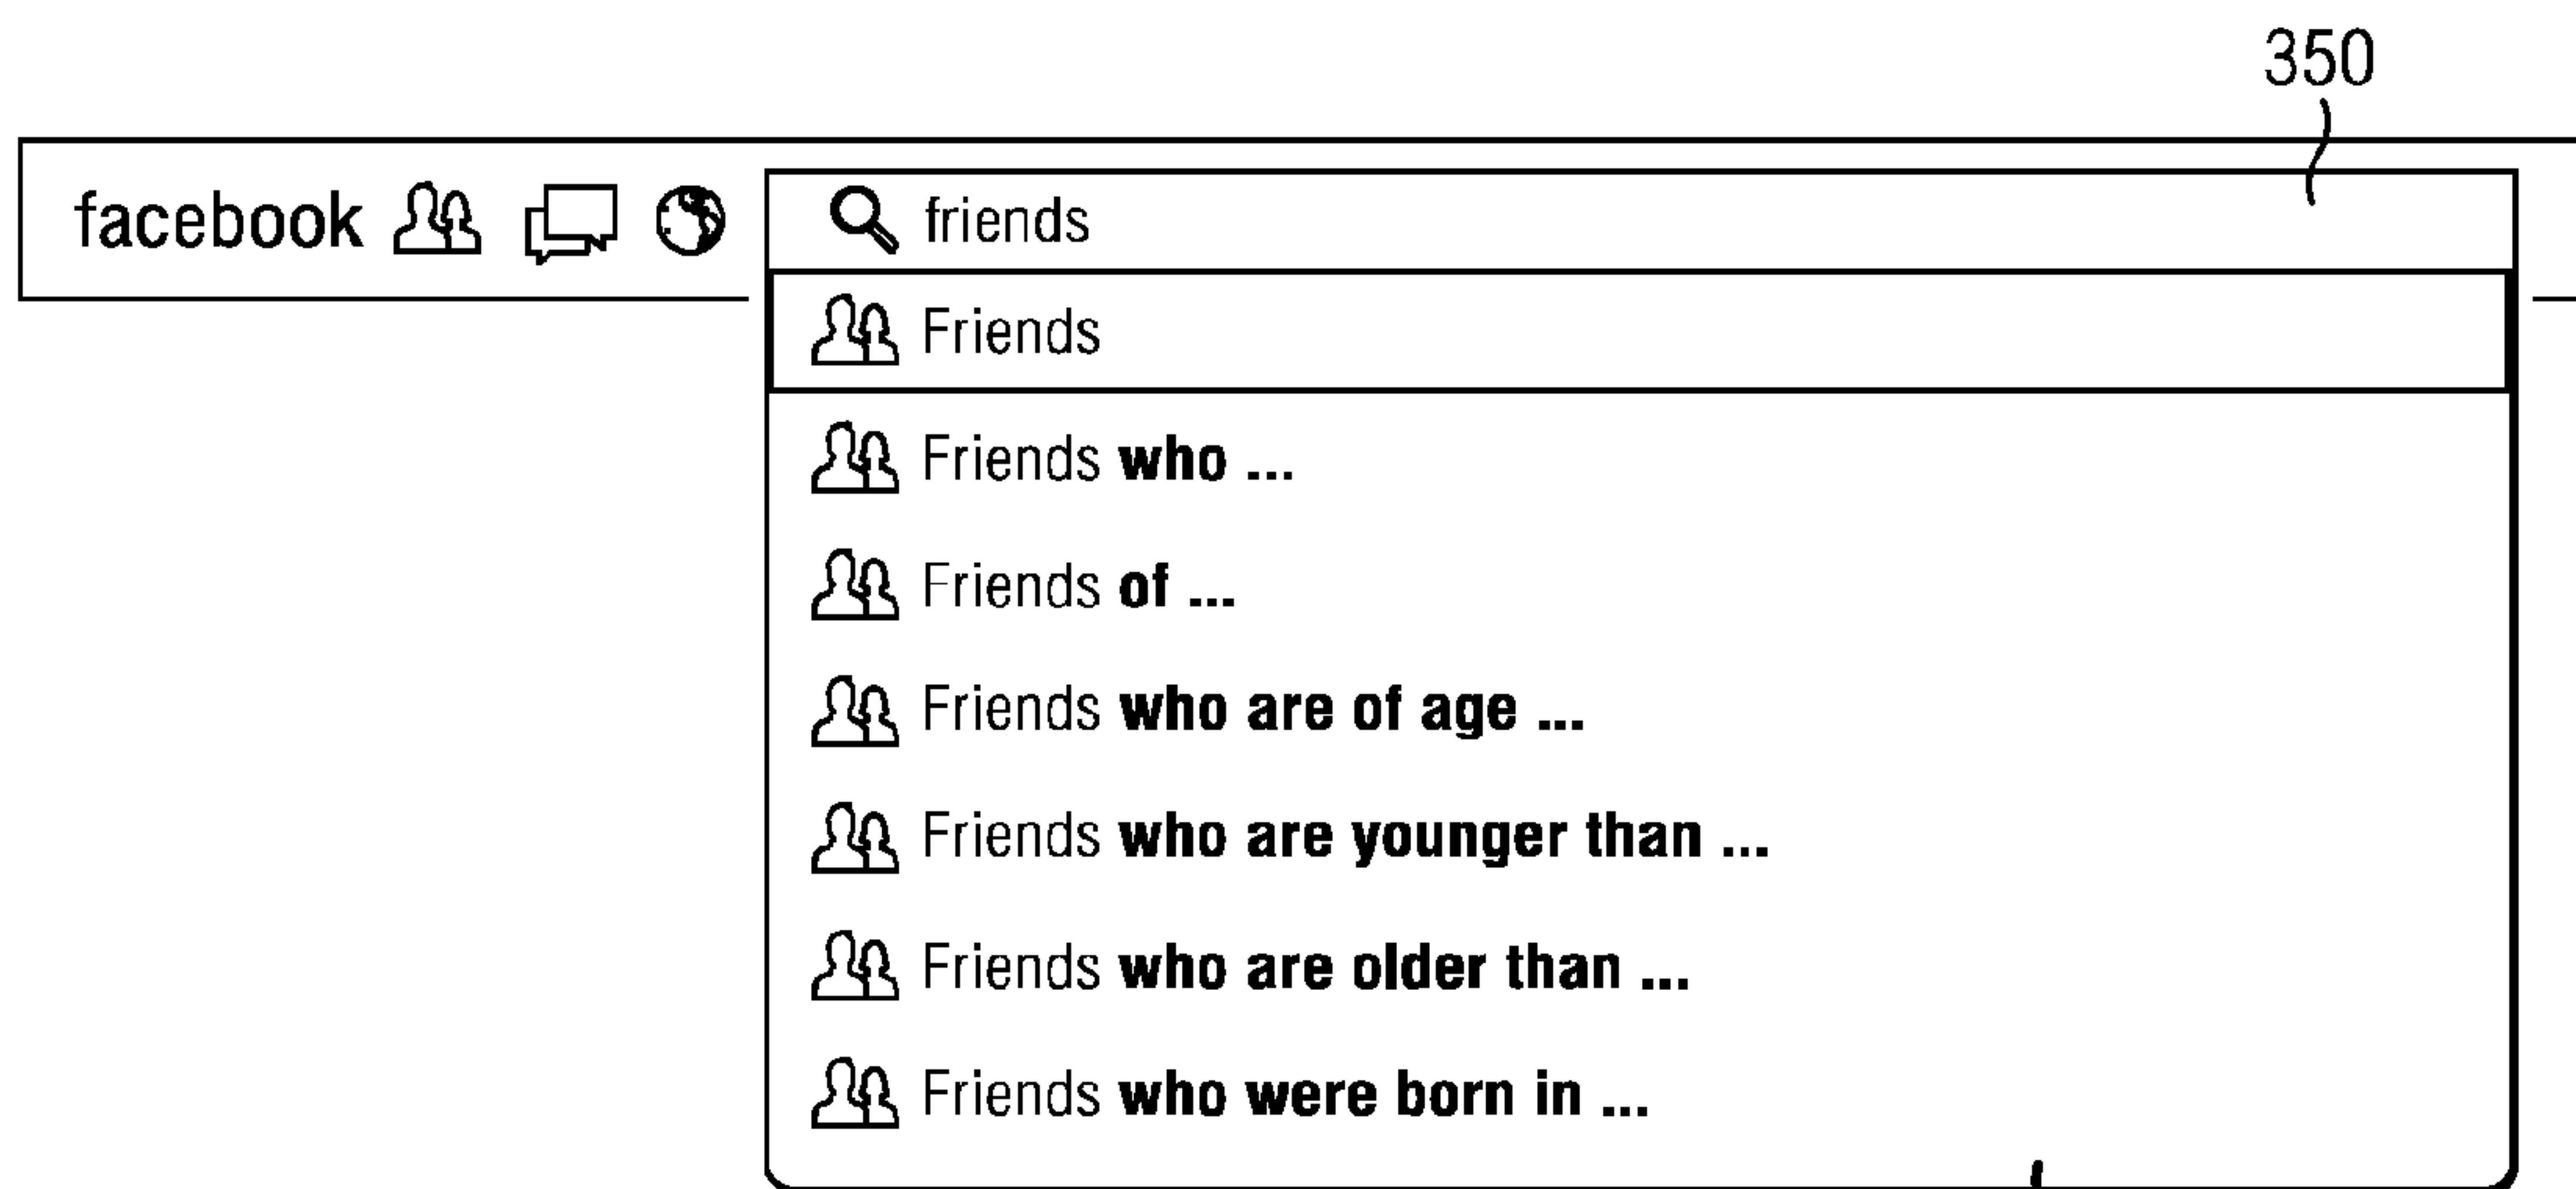 350
facebook friends
Friends
Friends who ...
Friends of ...
Friends who are of age ...
Friends who are younger than ...
Friends who are older than ...
Friends who were born in ...